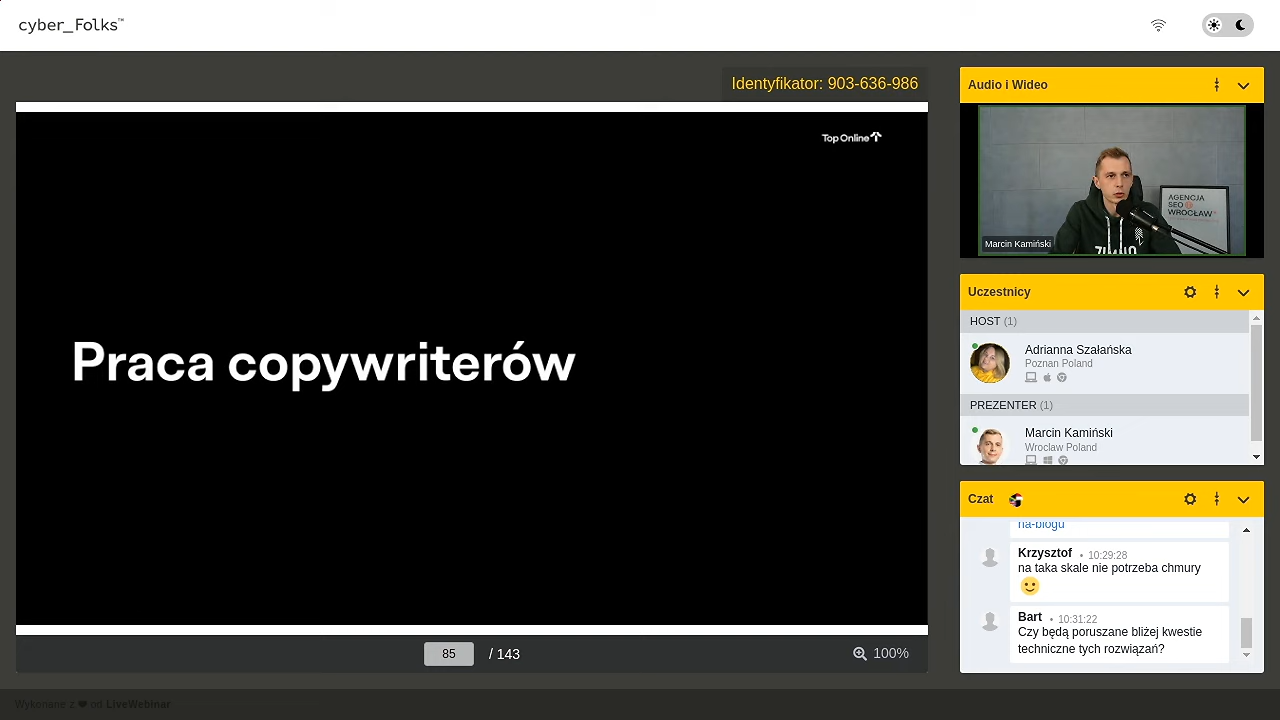 cyber_Folks™
Identyfikator: 903-636-986
Top Online
Praca copywriterów
85 / 143
100%
Audio i Wideo
AGENCJA
SEO
WROCŁAW
Marcin Kamiński
Uczestnicy
HOST (1)
Adrianna Szałańska
Poznan Poland
PREZENTER (1)
Marcin Kamiński
Wroclaw Poland
Czat
na-blogu
Krzysztof • 10:29:28
na taka skale nie potrzeba chmury
Bart • 10:31:22
Czy będą poruszane bliżej kwestie
techniczne tych rozwiązań?
Wykonane z ❤ od LiveWebinar